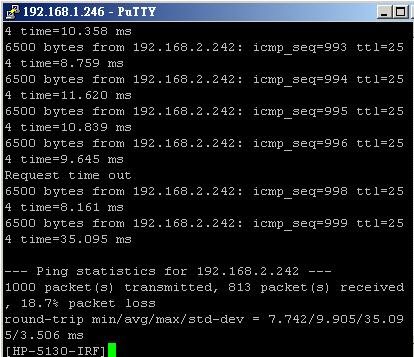 192.168.1.246 - PuTTY
4 time=10.358 ms
6500 bytes from 192.168.2.242: icmp_seq=993 ttl=25
4 time=8.759 ms
6500 bytes from 192.168.2.242: icmp_seq=994 ttl=25
4 time=11.620 ms
6500 bytes from 192.168.2.242: icmp_seq=995 ttl=25
4 time=10.839 ms
6500 bytes from 192.168.2.242: icmp_seq=996 ttl=25
4 time=9.645 ms
Request time out
6500 bytes from 192.168.2.242: icmp_seq=998 ttl=25
4 time=8.161 ms
6500 bytes from 192.168.2.242: icmp_seq=999 ttl=25
4 time=35.095 ms
--- Ping statistics for 192.168.2.242 ---
1000 packet(s) transmitted, 813 packet(s) received
, 18.7% packet loss
round-trip min/avg/max/std-dev = 7.742/9.905/35.09
5/3.506 ms
[HP-5130-IRF]